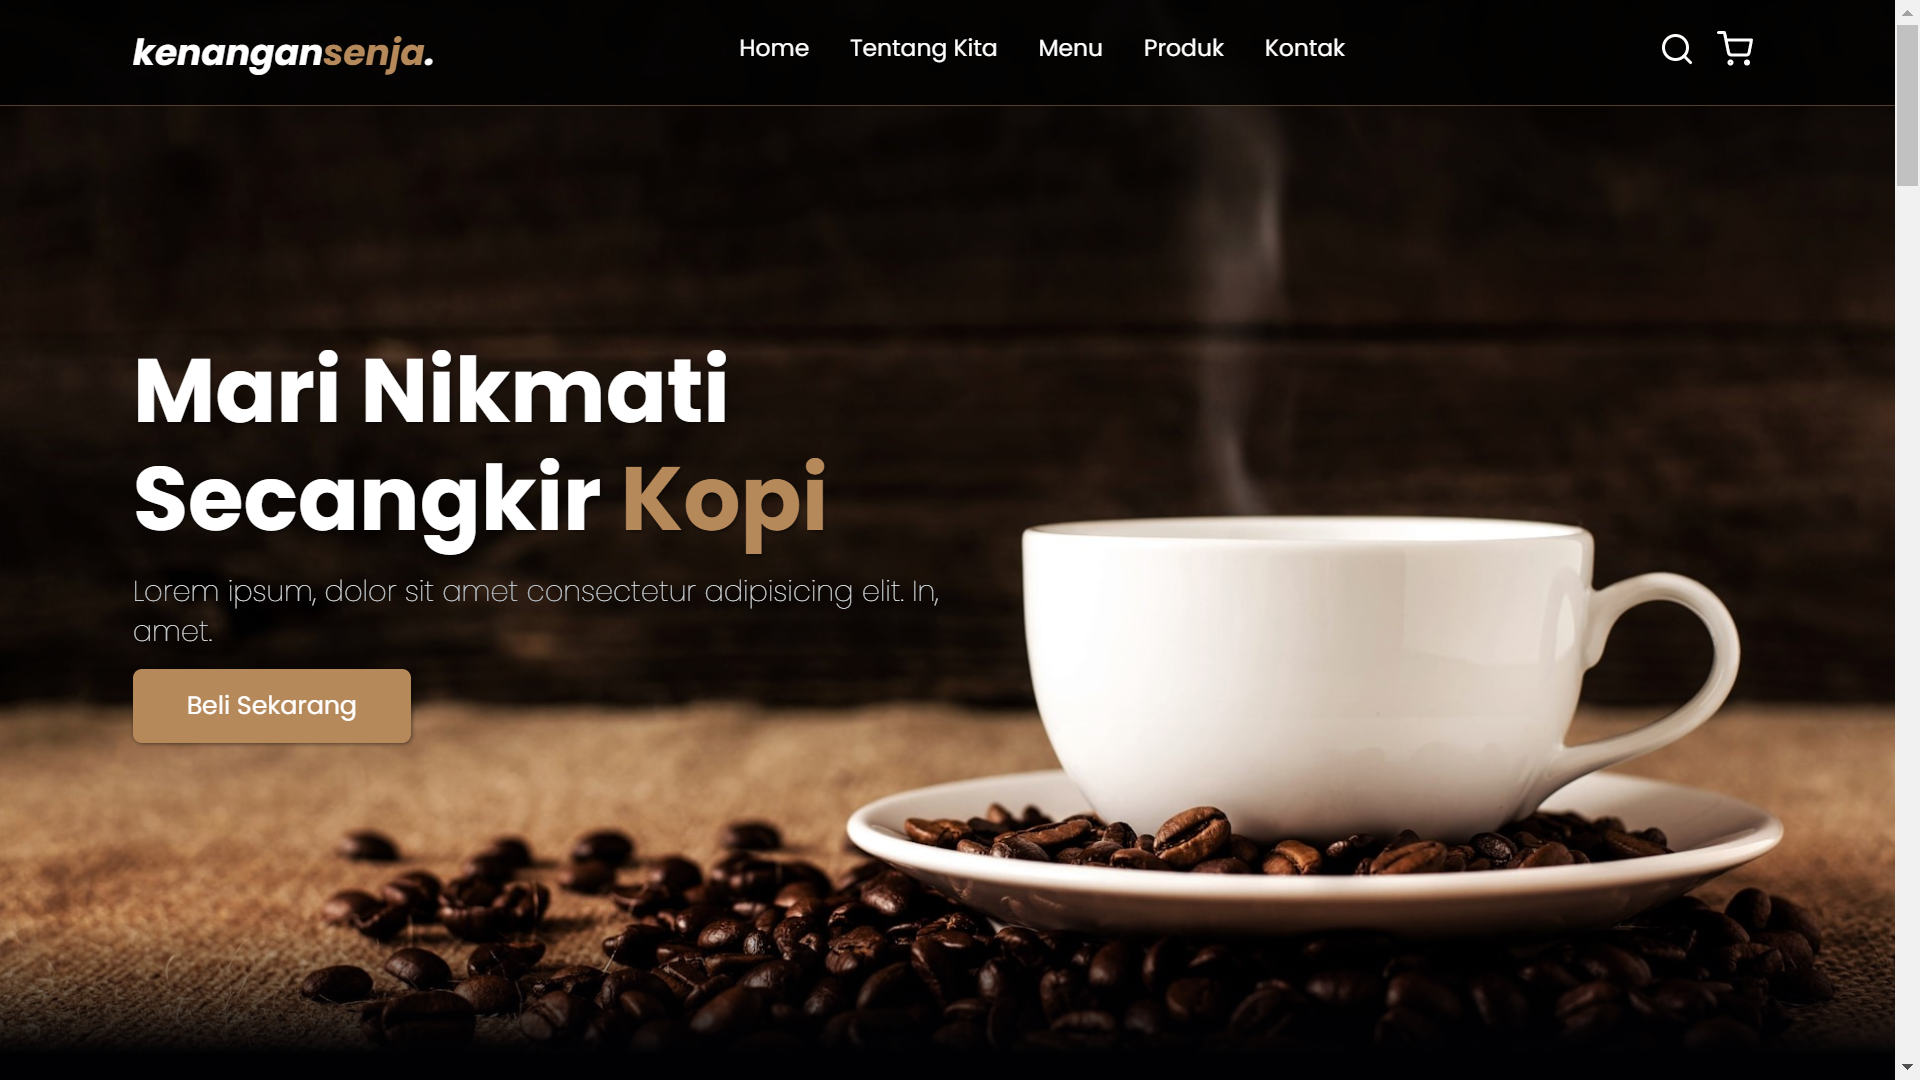 kenangansenja.
Home Tentang Kita Menu Produk Kontak
Mari Nikmati
Secangkir Kopi
Lorem ipsum, dolor sit amet consectetur adipisicing elit. In,
amet.
Beli Sekarang